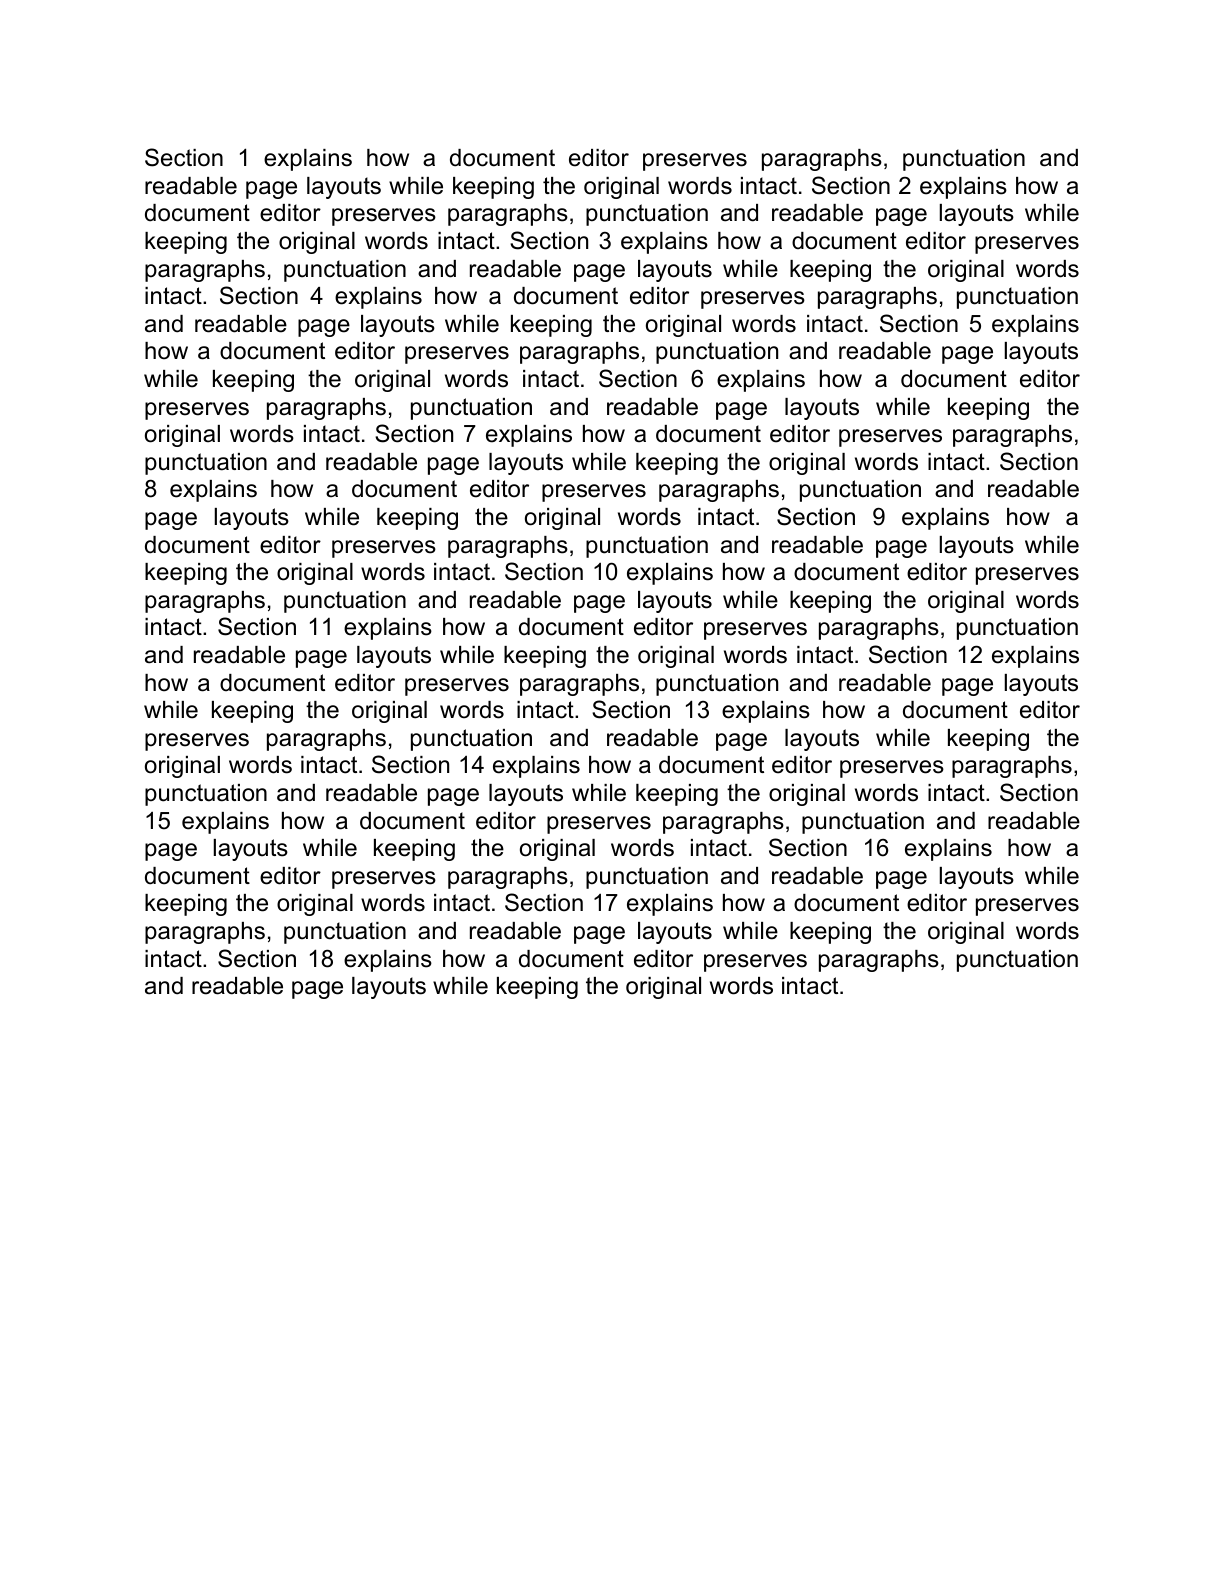 Section 1 explains how a document editor preserves paragraphs, punctuation and
readable page layouts while keeping the original words intact. Section 2 explains how a
document editor preserves paragraphs, punctuation and readable page layouts while
keeping the original words intact. Section 3 explains how a document editor preserves
paragraphs, punctuation and readable page layouts while keeping the original words
intact. Section 4 explains how a document editor preserves paragraphs, punctuation
and readable page layouts while keeping the original words intact. Section 5 explains
how a document editor preserves paragraphs, punctuation and readable page layouts
while keeping the original words intact. Section 6 explains how a document editor
preserves paragraphs, punctuation and readable page layouts while keeping the
original words intact. Section 7 explains how a document editor preserves paragraphs,
punctuation and readable page layouts while keeping the original words intact. Section
8 explains how a document editor preserves paragraphs, punctuation and readable
page layouts while keeping the original words intact. Section 9 explains how a
document editor preserves paragraphs, punctuation and readable page layouts while
keeping the original words intact. Section 10 explains how a document editor preserves
paragraphs, punctuation and readable page layouts while keeping the original words
intact. Section 11 explains how a document editor preserves paragraphs, punctuation
and readable page layouts while keeping the original words intact. Section 12 explains
how a document editor preserves paragraphs, punctuation and readable page layouts
while keeping the original words intact. Section 13 explains how a document editor
preserves paragraphs, punctuation and readable page layouts while keeping the
original words intact. Section 14 explains how a document editor preserves paragraphs,
punctuation and readable page layouts while keeping the original words intact. Section
15 explains how a document editor preserves paragraphs, punctuation and readable
page layouts while keeping the original words intact. Section 16 explains how a
document editor preserves paragraphs, punctuation and readable page layouts while
keeping the original words intact. Section 17 explains how a document editor preserves
paragraphs, punctuation and readable page layouts while keeping the original words
intact. Section 18 explains how a document editor preserves paragraphs, punctuation
and readable page layouts while keeping the original words intact.